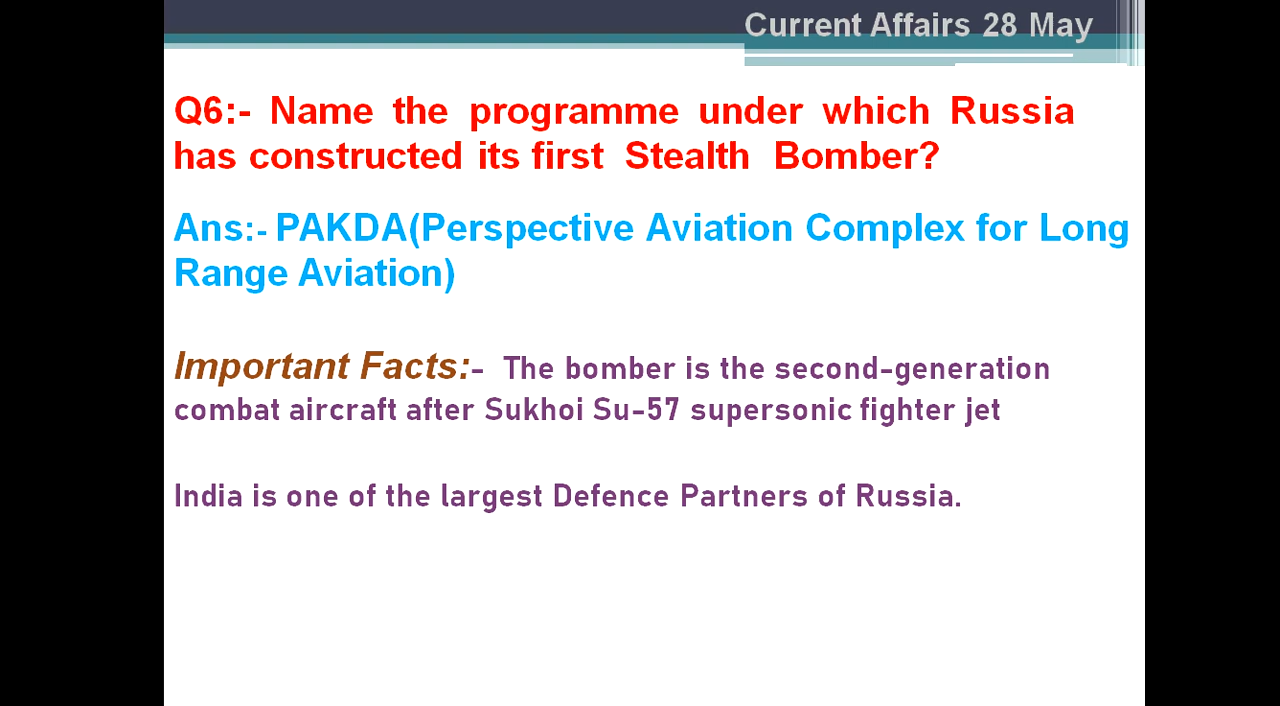 Current Affairs 28 May
Q6:- Name the programme under which Russia
has constructed its first Stealth Bomber?
Ans:- PAKDA(Perspective Aviation Complex for Long
Range Aviation)
Important Facts:- The bomber is the second-generation
combat aircraft after Sukhoi Su-57 supersonic fighter jet
India is one of the largest Defence Partners of Russia.